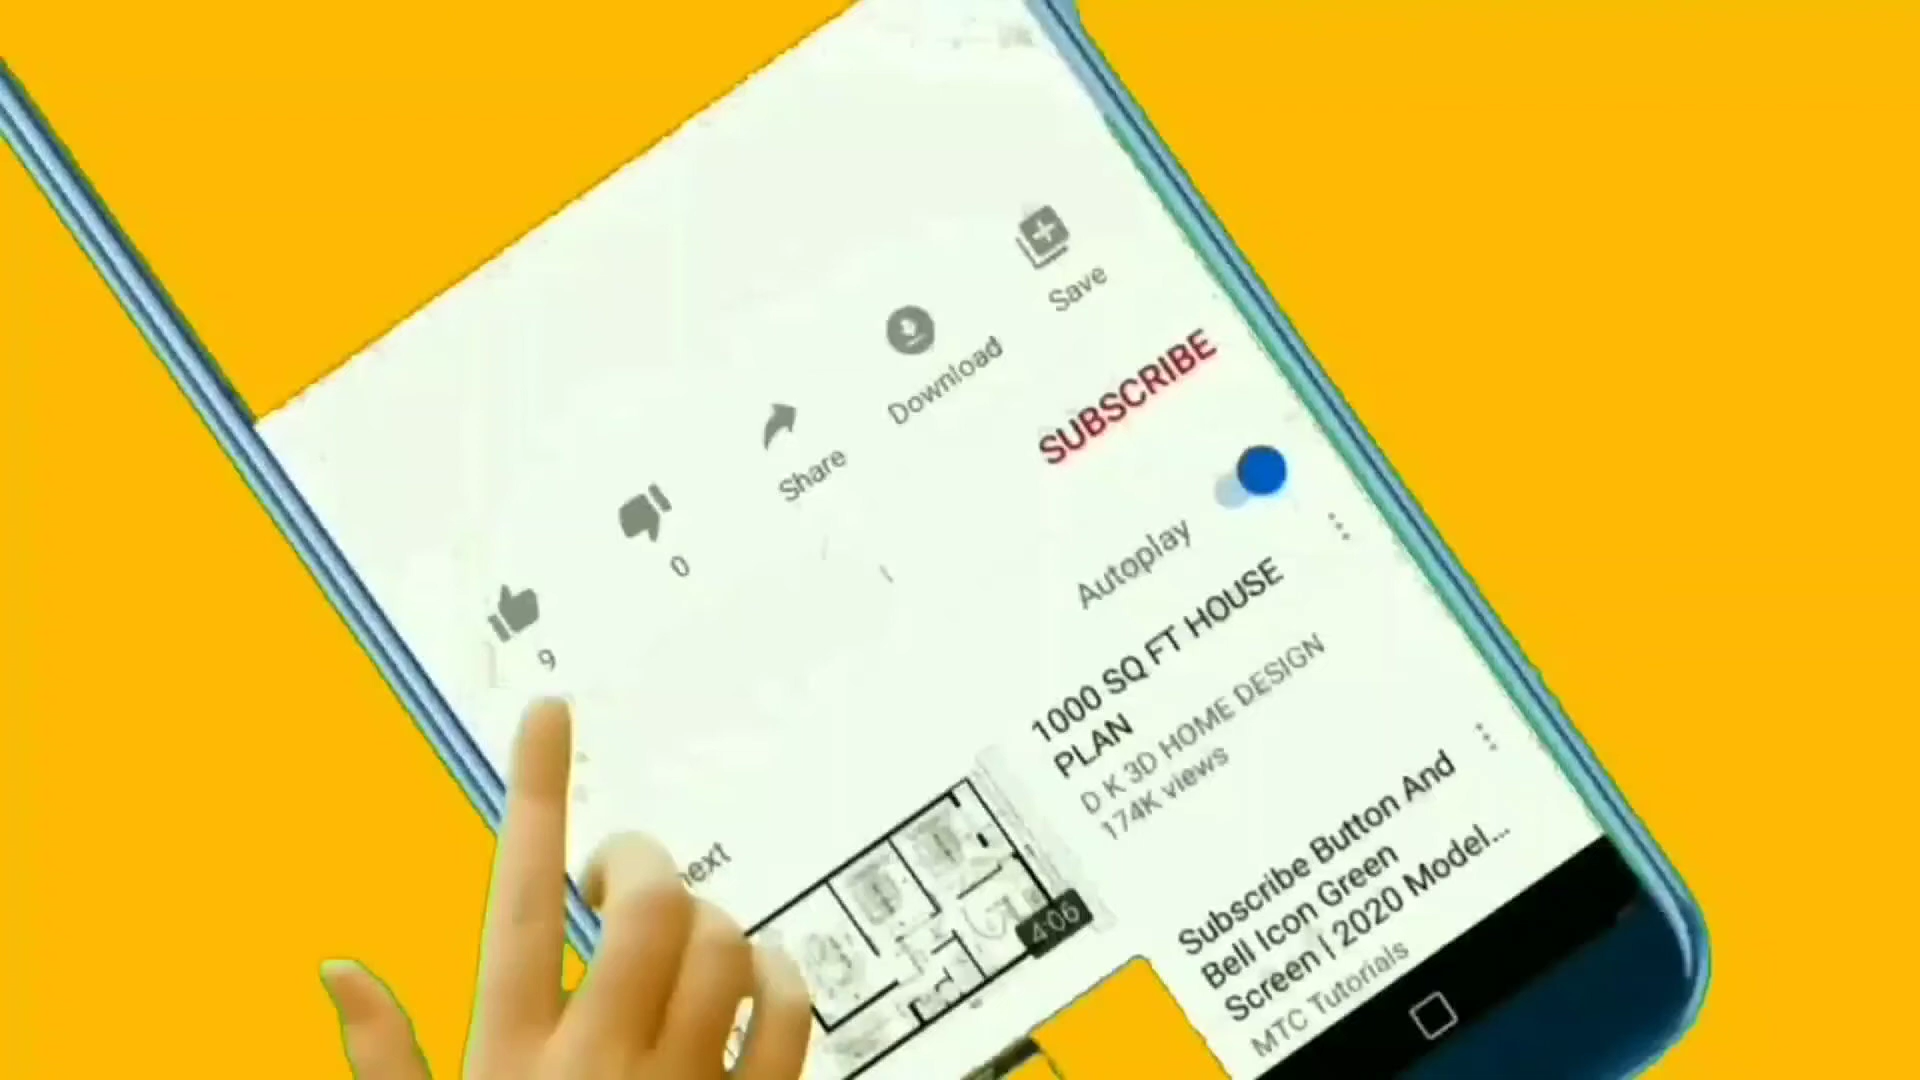 Save
Download
Share
0
9
SUBSCRIBE
Autoplay
1000 SQ FT HOUSE
PLAN
D K 3D HOME DESIGN
174K views
next
4:06
Subscribe Button And
Bell Icon Green
Screen | 2020 Model...
MTC Tutorials